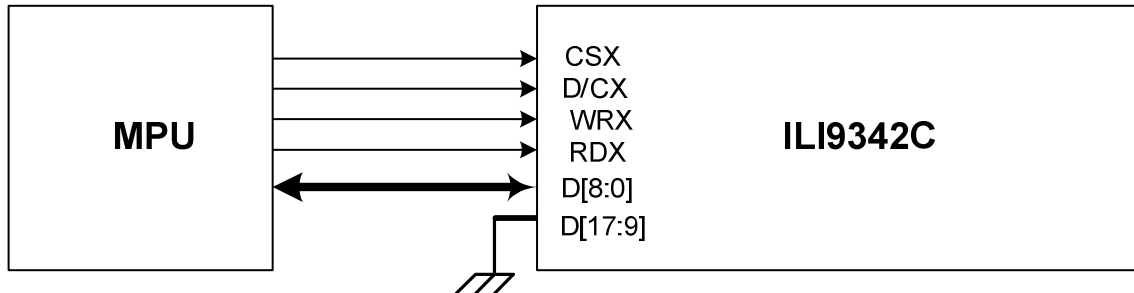 CSX
D/CX
WRX
MPU
ILI9342C
RDX
D[8:0]
D[17:9]